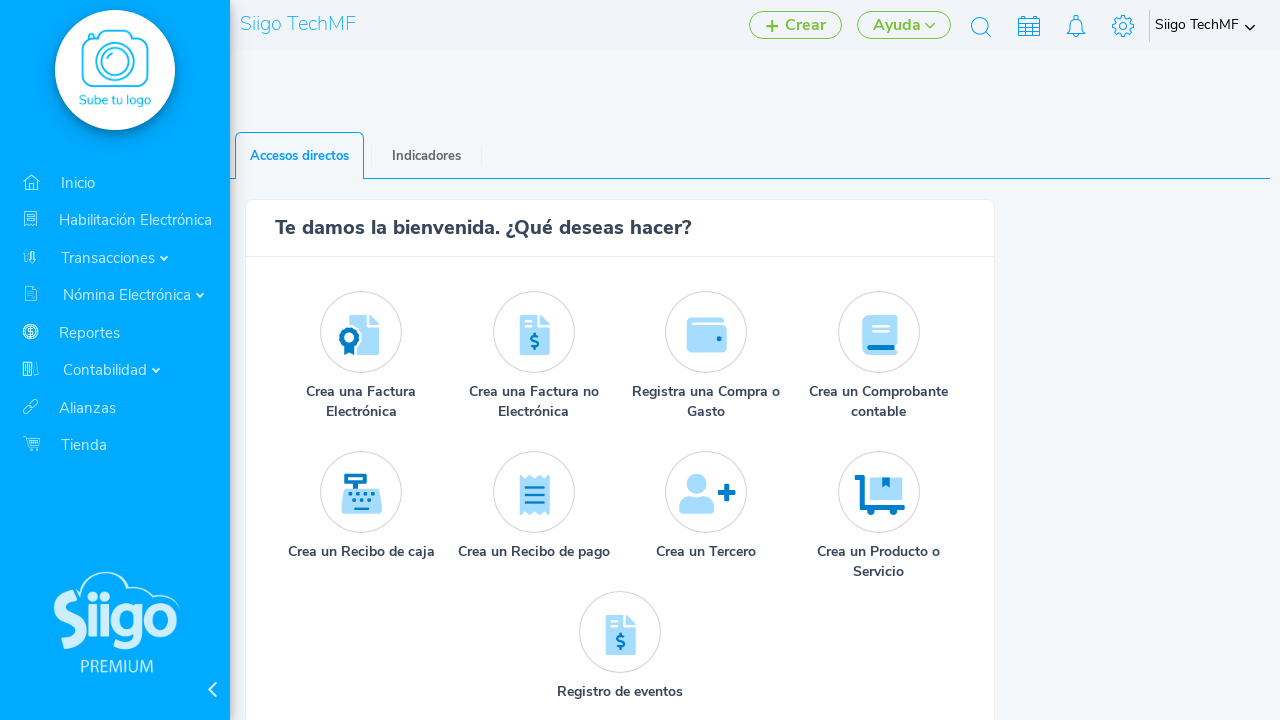 Siigo TechMF
Crear
Ayuda
Siigo TechMF
Sube tu logo
Inicio
Habilitación Electrónica
Transacciones
Nómina Electrónica
Reportes
Contabilidad
Alianzas
Tienda
Siigo
PREMIUM
Accesos directos
Indicadores
Te damos la bienvenida. ¿Qué deseas hacer?
Crea una Factura
Electrónica
Crea una Factura no
Electrónica
Registra una Compra o
Gasto
Crea un Comprobante
contable
Crea un Recibo de caja
Crea un Recibo de pago
Crea un Tercero
Crea un Producto o
Servicio
Registro de eventos